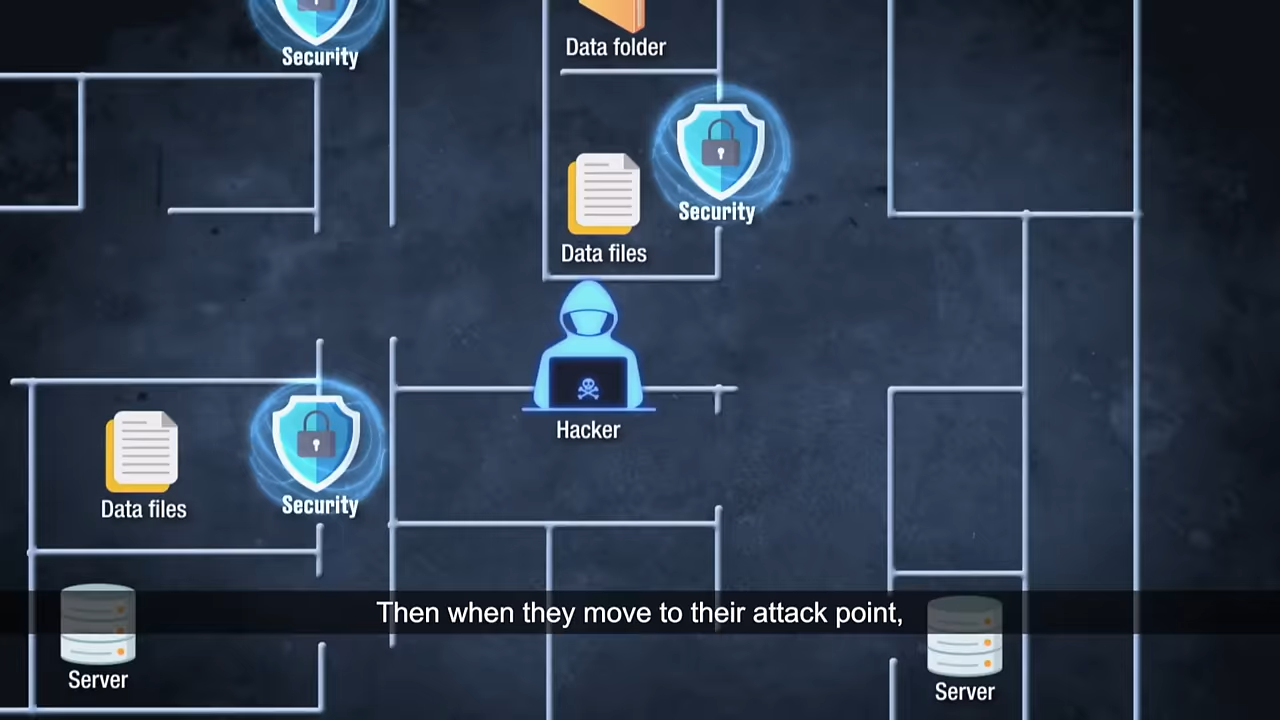 Security
Data folder
Security
Data files
Hacker
Security
Data files
Then when they move to their attack point,
Server
Server